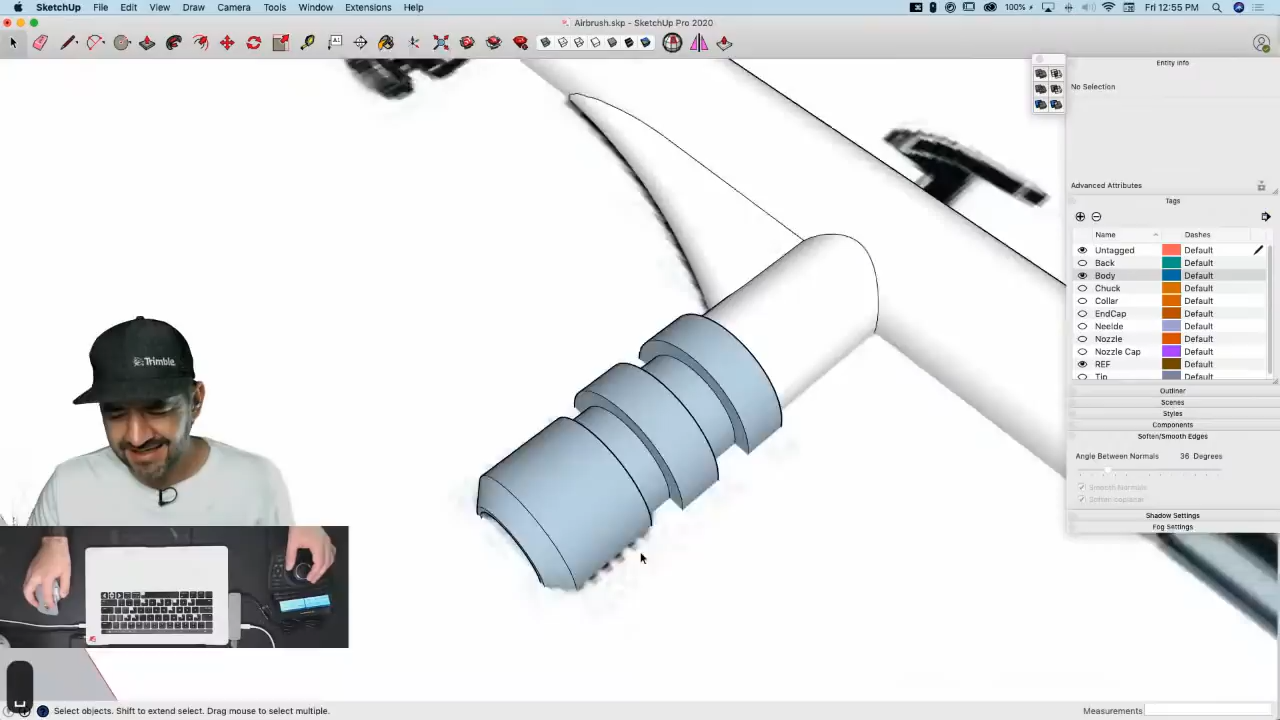 SketchUp File Edit View Draw Camera Tools Window Extensions Help
100% Fri 12:55 PM
Airbrush.skp - SketchUp Pro 2020
Entity Info
No Selection
Advanced Attributes
Tags
Name Dashes
Untagged Default
Back Default
Body Default
Chuck Default
Collar Default
EndCap Default
Neelde Default
Nozzle Default
Nozzle Cap Default
REF Default
Tip Default
Outliner
Scenes
Styles
Components
Soften/Smooth Edges
Angle Between Normals 36 Degrees
Smooth Normals
Soften coplanar
Shadow Settings
Fog Settings
Trimble
Select objects. Shift to extend select. Drag mouse to select multiple.
Measurements